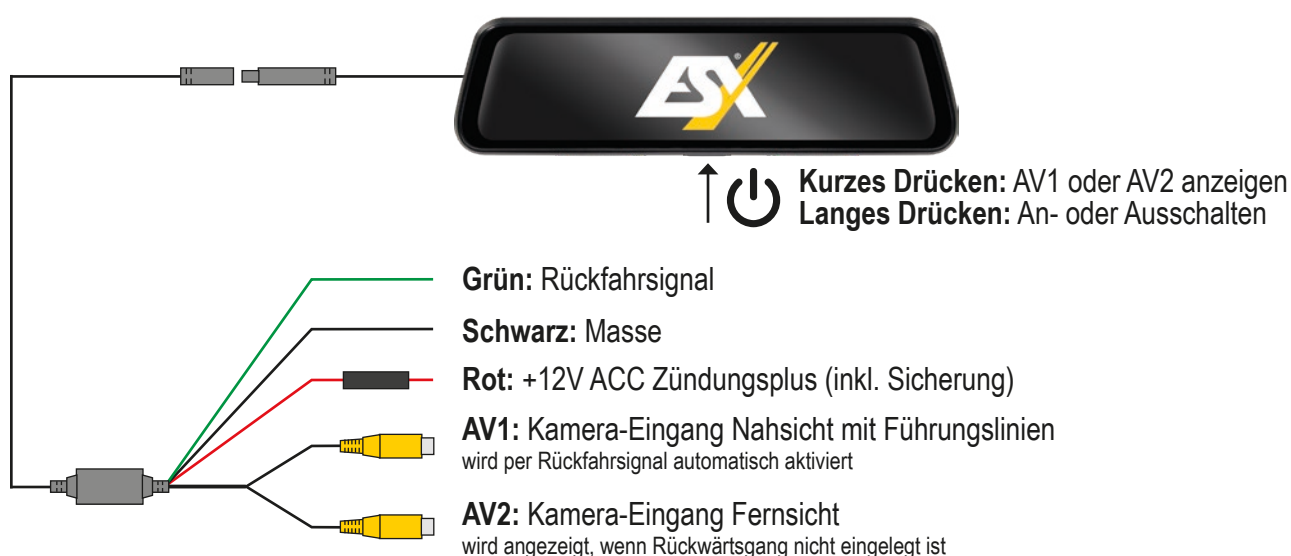 ESX®
Kurzes Drücken: AV1 oder AV2 anzeigen
Langes Drücken: An- oder Ausschalten
Grün: Rückfahrsignal
Schwarz: Masse
Rot: +12V ACC Zündungsplus (inkl. Sicherung)
AV1: Kamera-Eingang Nahsicht mit Führungslinien
wird per Rückfahrsignal automatisch aktiviert
AV2: Kamera-Eingang Fernsicht
wird angezeigt, wenn Rückwärtsgang nicht eingelegt ist